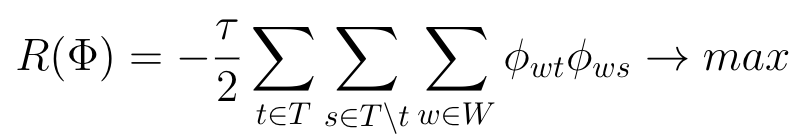 R(Φ) = −τ/2 ∑_{t∈T} ∑_{s∈T\t} ∑_{w∈W} ϕ_{wt}ϕ_{ws} → max